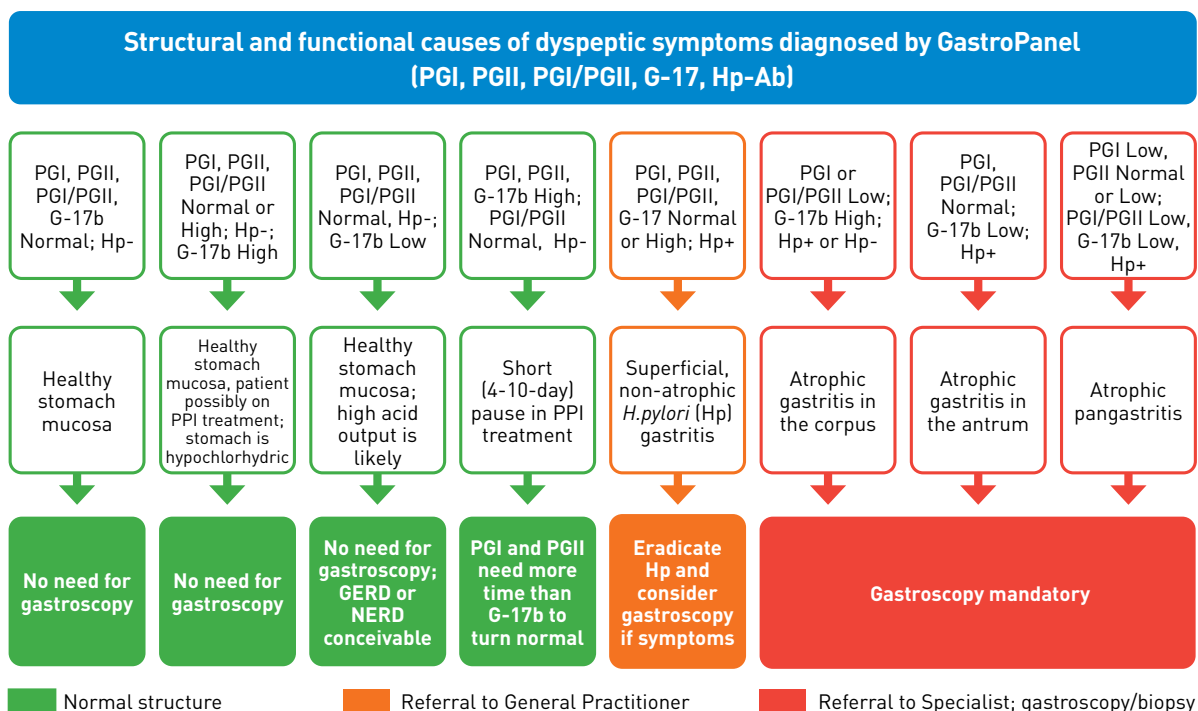 Structural and functional causes of dyspeptic symptoms diagnosed by GastroPanel
(PGI, PGII, PGI/PGII, G-17, Hp-Ab)
PGI, PGII,
PGI/PGII,
G-17b
Normal; Hp-
PGI, PGII,
PGI/PGII
Normal or
High; Hp-;
G-17b High
PGI, PGII,
PGI/PGII
Normal, Hp-;
G-17b Low
PGI, PGII,
G-17b High;
PGI/PGII
Normal, Hp-
PGI, PGII,
PGI/PGII,
G-17 Normal
or High; Hp+
PGI or
PGI/PGII Low;
G-17b High;
Hp+ or Hp-
PGI,
PGI/PGII
Normal;
G-17b Low;
Hp+
PGI Low,
PGII Normal
or Low;
PGI/PGII Low,
G-17b Low,
Hp+
Healthy
stomach
mucosa
Healthy
stomach
mucosa, patient
possibly on
PPI treatment;
stomach is
hypochlorhydric
Healthy
stomach
mucosa;
high acid
output is
likely
Short
(4-10-day)
pause in PPI
treatment
Superficial,
non-atrophic
H.pylori (Hp)
gastritis
Atrophic
gastritis in
the corpus
Atrophic
gastritis in
the antrum
Atrophic
pangastritis
No need for
gastroscopy
No need for
gastroscopy
No need for
gastroscopy;
GERD or
NERD
conceivable
PGI and PGII
need more
time than
G-17b to
turn normal
Eradicate
Hp and
consider
gastroscopy
if symptoms
Gastroscopy mandatory
Normal structure
Referral to General Practitioner
Referral to Specialist; gastroscopy/biopsy